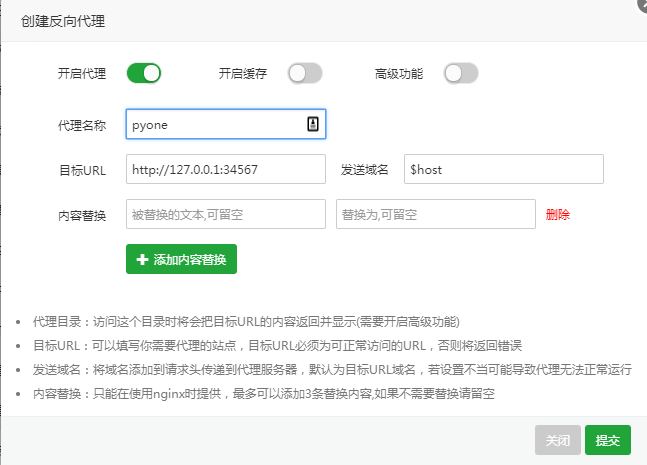 创建反向代理
开启代理 开启缓存 高级功能
代理名称 pyone
目标URL http://127.0.0.1:34567 发送域名 $host
内容替换 被替换的文本,可留空 替换为,可留空 删除
添加内容替换
代理目录：访问这个目录时将会把目标URL的内容返回并显示(需要开启高级功能)
目标URL：可以填写你需要代理的站点，目标URL必须为可正常访问的URL，否则将返回错误
发送域名：将域名添加到请求头传递到代理服务器，默认为目标URL域名，若设置不当可能导致代理无法正常运行
内容替换：只能在使用nginx时提供，最多可以添加3条替换内容,如果不需要替换请留空
关闭 提交